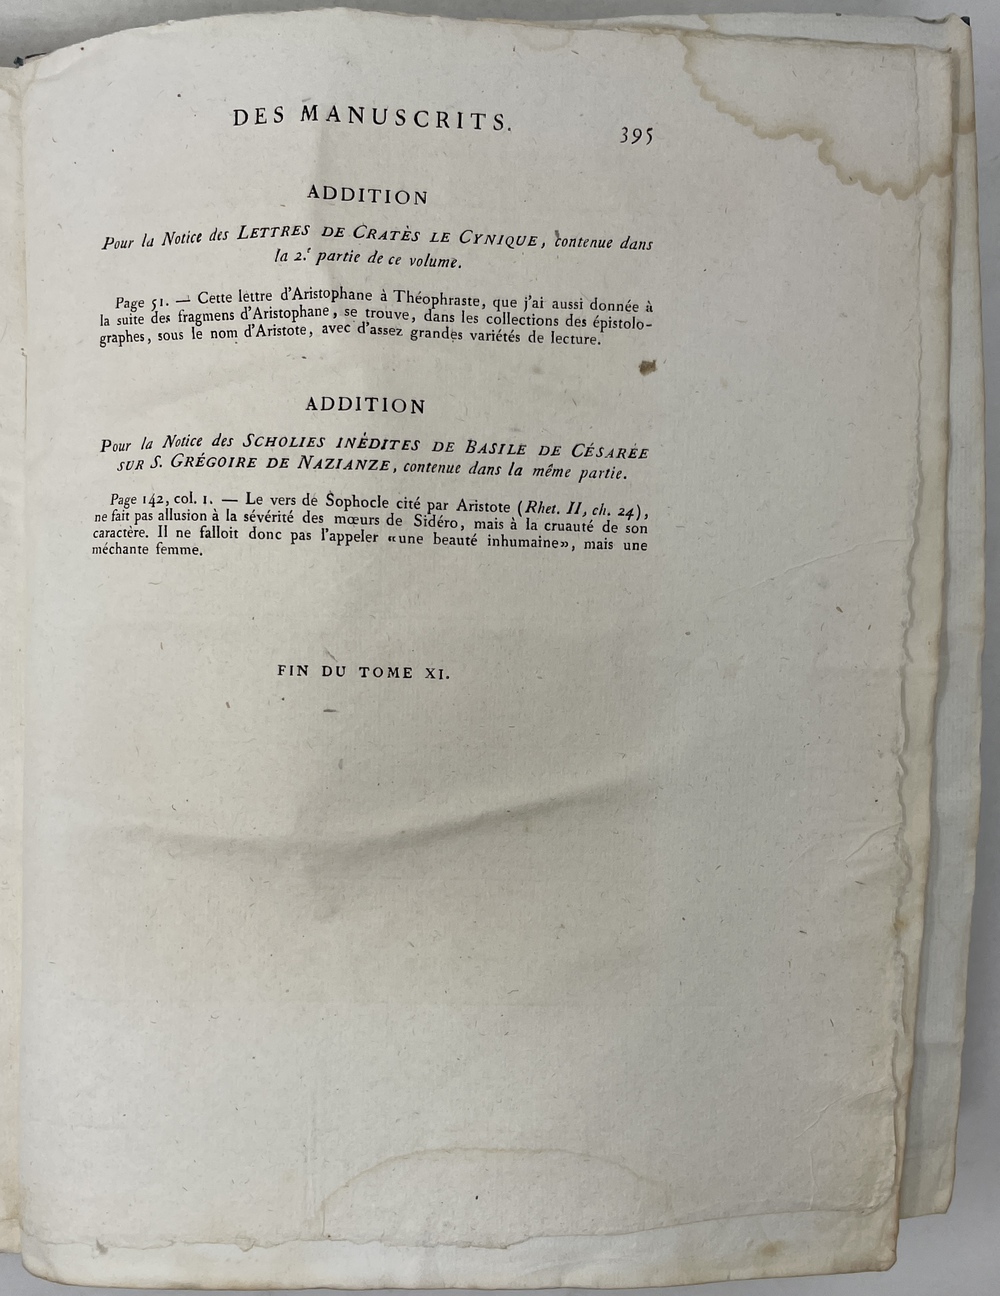 DES MANUSCRITS.
395
ADDITION
Pour la Notice des LETTRES DE CRATÈS LE CYNIQUE, contenue dans
la 2.e partie de ce volume.
Page 51. — Cette lettre d'Aristophane à Théophraste, que j'ai aussi donnée à
la suite des fragmens d'Aristophane, se trouve, dans les collections des épistolo-
graphes, sous le nom d'Aristote, avec d'assez grandes variétés de lecture.
ADDITION
Pour la Notice des SCHOLIES INÉDITES DE BASILE DE CÉSARÉE
SUR S. GRÉGOIRE DE NAZIANZE, contenue dans la même partie.
Page 142, col. 1. — Le vers de Sophocle cité par Aristote (Rhet. II, ch. 24),
ne fait pas allusion à la sévérité des mœurs de Sidéro, mais à la cruauté de son
caractère. Il ne falloit donc pas l'appeler «une beauté inhumaine», mais une
méchante femme.
FIN DU TOME XI.